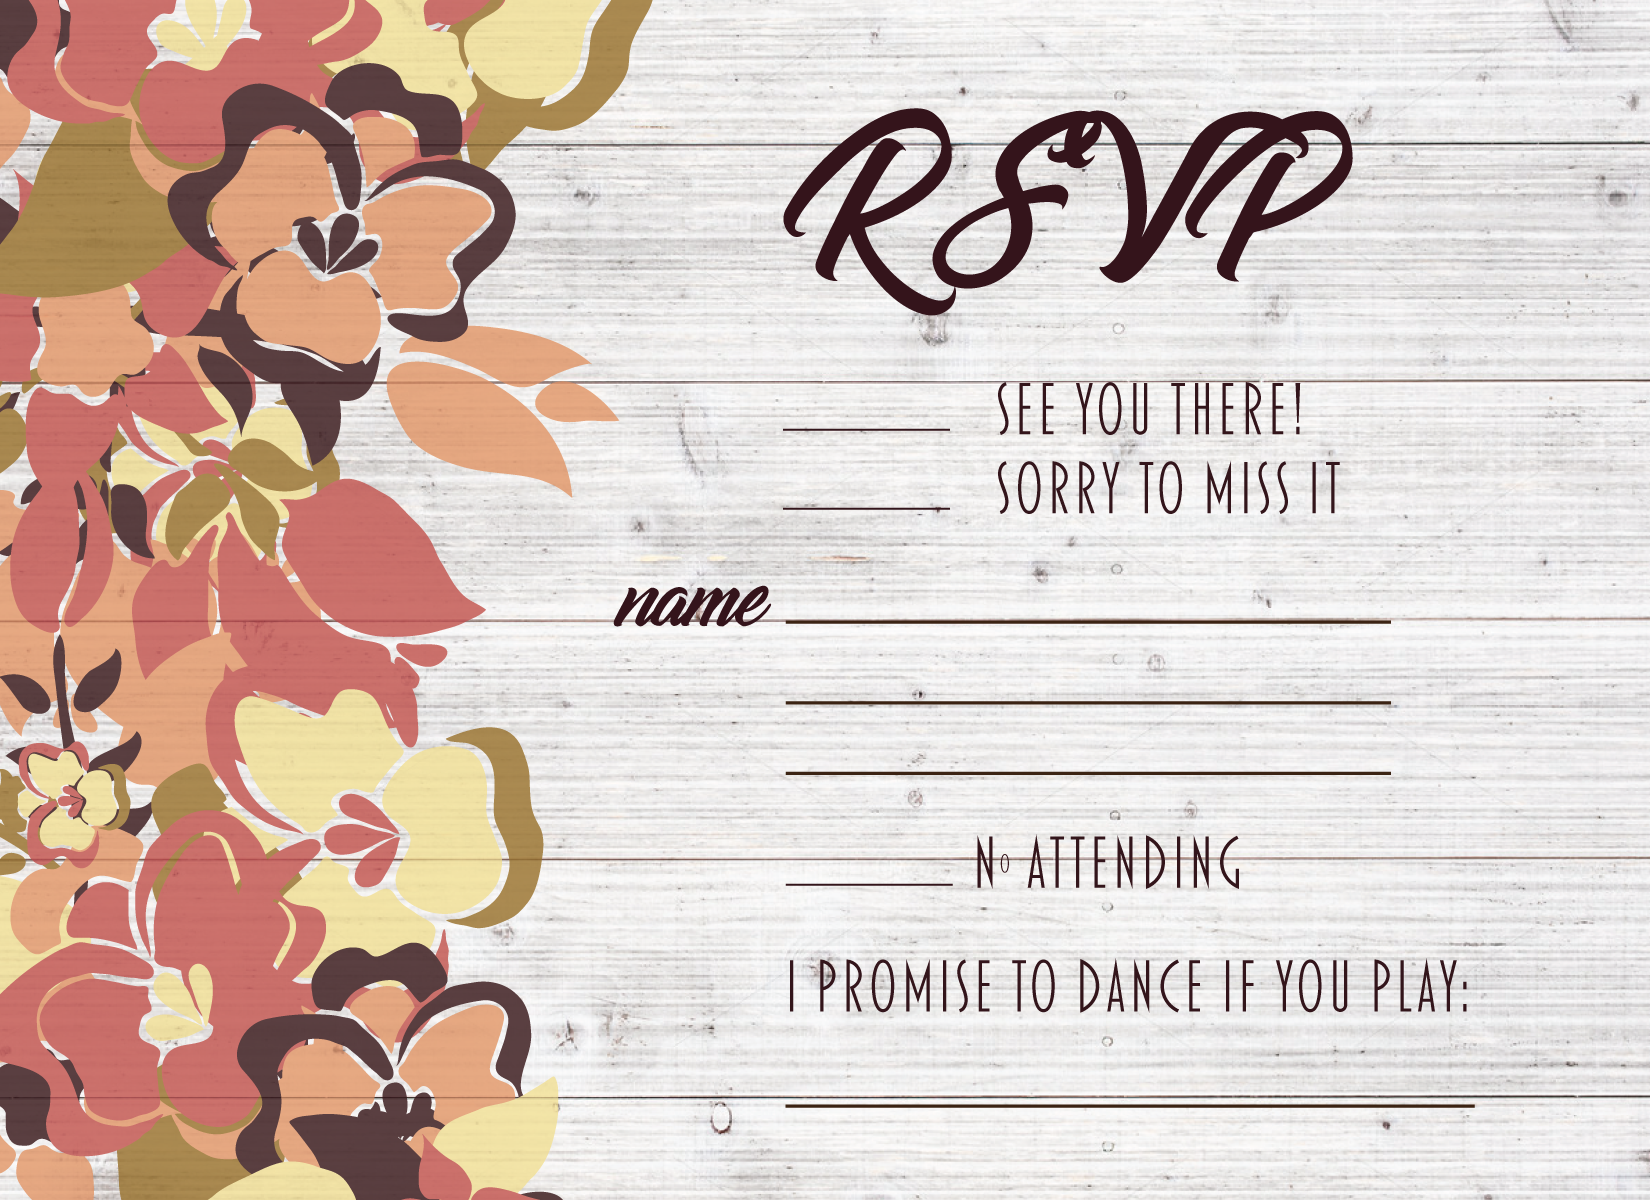 RSVP
SEE YOU THERE!
SORRY TO MISS IT
name
No ATTENDING
I PROMISE TO DANCE IF YOU PLAY: